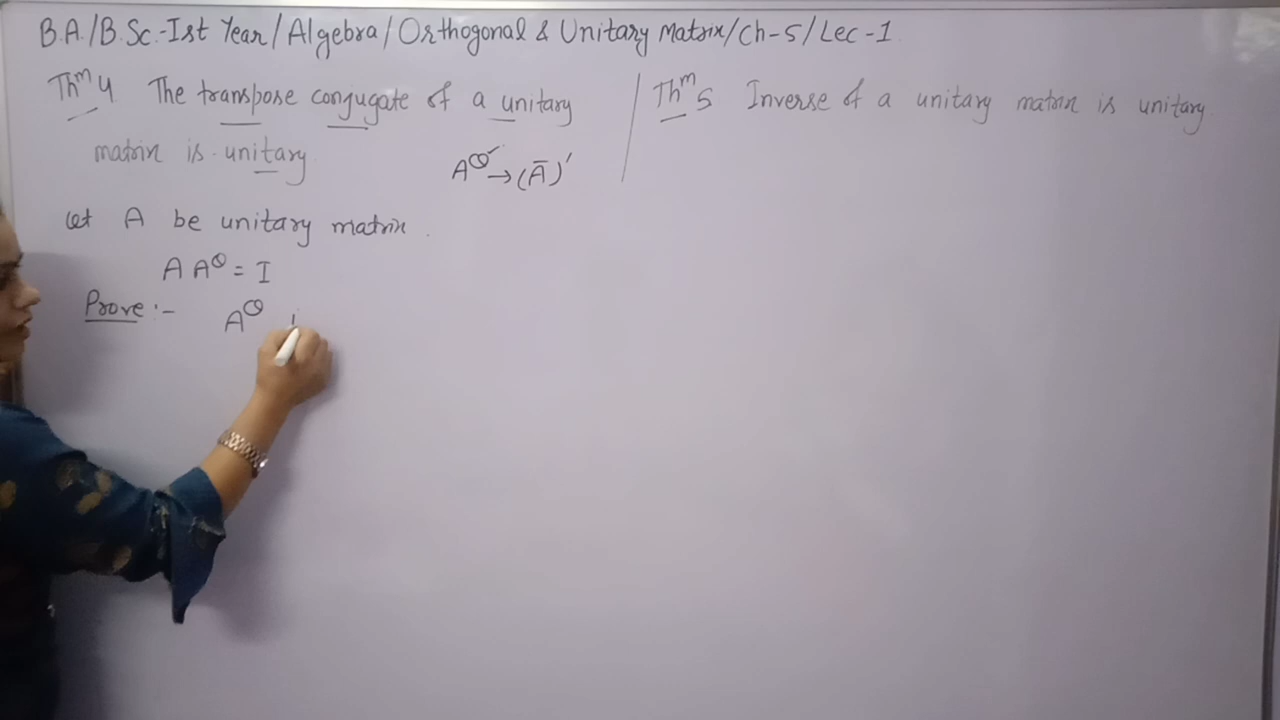 B.A./B.Sc.-Ist Year/Algebra/Orthogonal & Unitary Matrix/Ch-5/Lec-1
Thm 4 The transpose conjugate of a unitary
matrix is unitary
A^Θ → (Ā)'
Let A be unitary matrix.
A A^Θ = I
Prove :- A^Θ i
Thm 5 Inverse of a unitary matrix is unitary